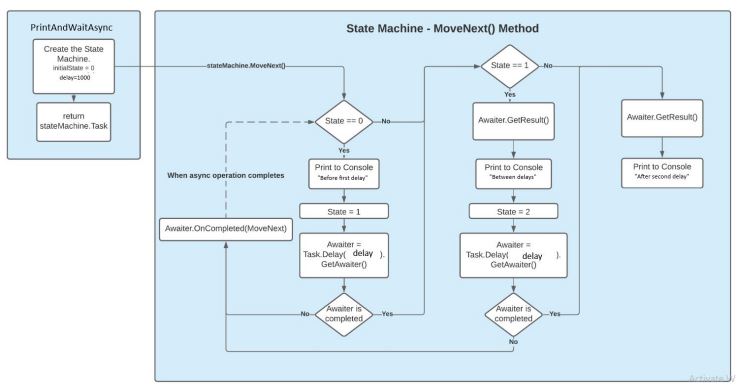 PrintAndWaitAsync
Create the State
Machine.
initialState = 0
delay=1000
return
stateMachine.Task
State Machine - MoveNext() Method
stateMachine.MoveNext()
State == 0
No
Yes
Print to Console
"Before first delay"
State = 1
Awaiter =
Task.Delay( delay ).
GetAwaiter()
Awaiter is
completed
No
Yes
When async operation completes
Awaiter.OnCompleted(MoveNext)
State == 1
No
Yes
Awaiter.GetResult()
Print to Console
"Between delays"
State = 2
Awaiter =
Task.Delay( delay ).
GetAwaiter()
Awaiter is
completed
Yes
No
Awaiter.GetResult()
Print to Console
"After second delay"
Activate W